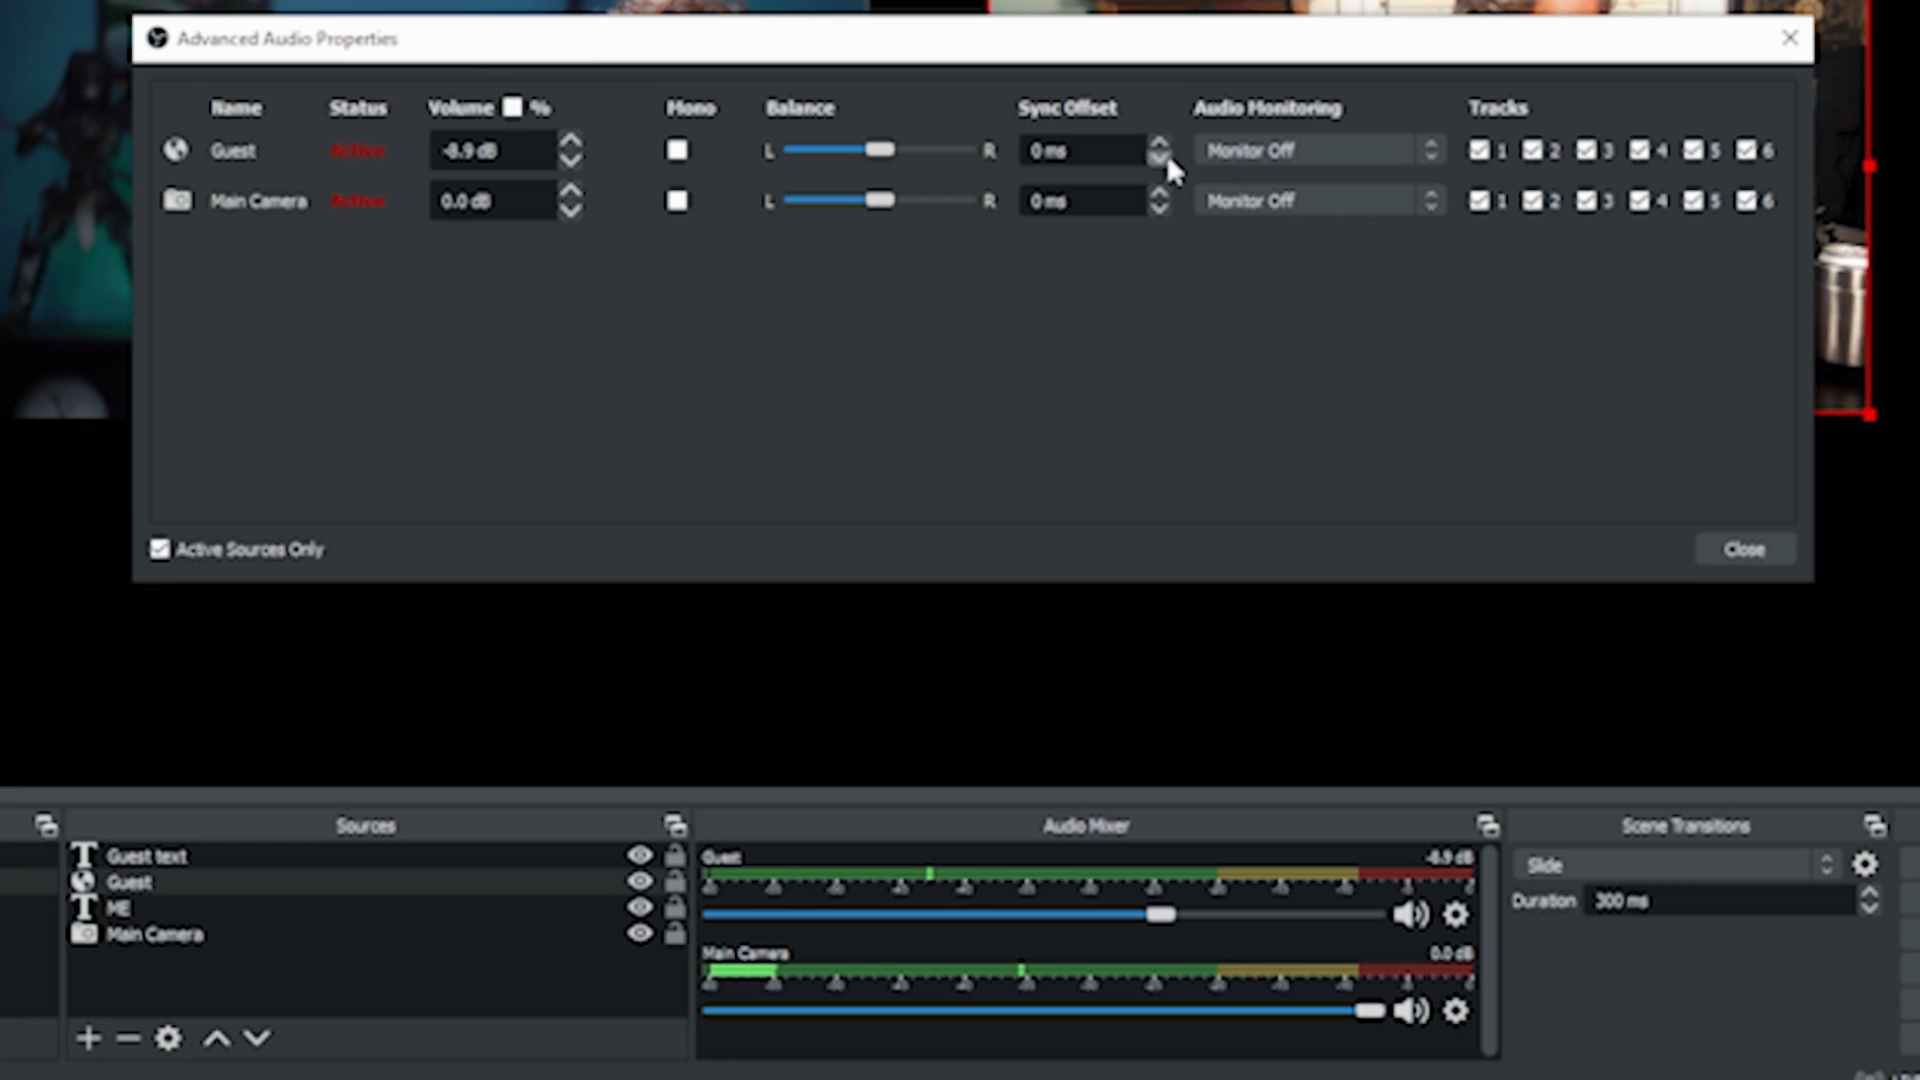 Advanced Audio Properties
Name Status Volume % Mono Balance Sync Offset Audio Monitoring Tracks
Guest Active -8.9 dB L R 0 ms Monitor Off 1 2 3 4 5 6
Main Camera Active 0.0 dB L R 0 ms Monitor Off 1 2 3 4 5 6
Active Sources Only Close
Sources Audio Mixer Scene Transitions
Guest text
Guest
ME
Main Camera
Guest -8.9 dB
Main Camera 0.0 dB
Slide
Duration 300 ms